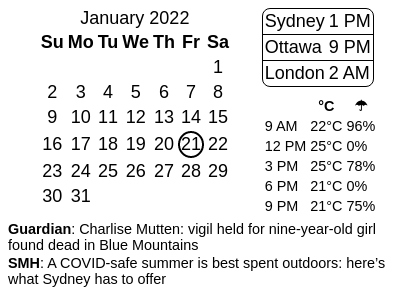 January 2022
Su Mo Tu We Th Fr Sa
1
2 3 4 5 6 7 8
9 10 11 12 13 14 15
16 17 18 19 20 21 22
23 24 25 26 27 28 29
30 31
Sydney 1 PM
Ottawa 9 PM
London 2 AM
°C ☂
9 AM 22°C 96%
12 PM 25°C 0%
3 PM 25°C 78%
6 PM 21°C 0%
9 PM 21°C 75%
Guardian: Charlise Mutten: vigil held for nine-year-old girl
found dead in Blue Mountains
SMH: A COVID-safe summer is best spent outdoors: here's
what Sydney has to offer